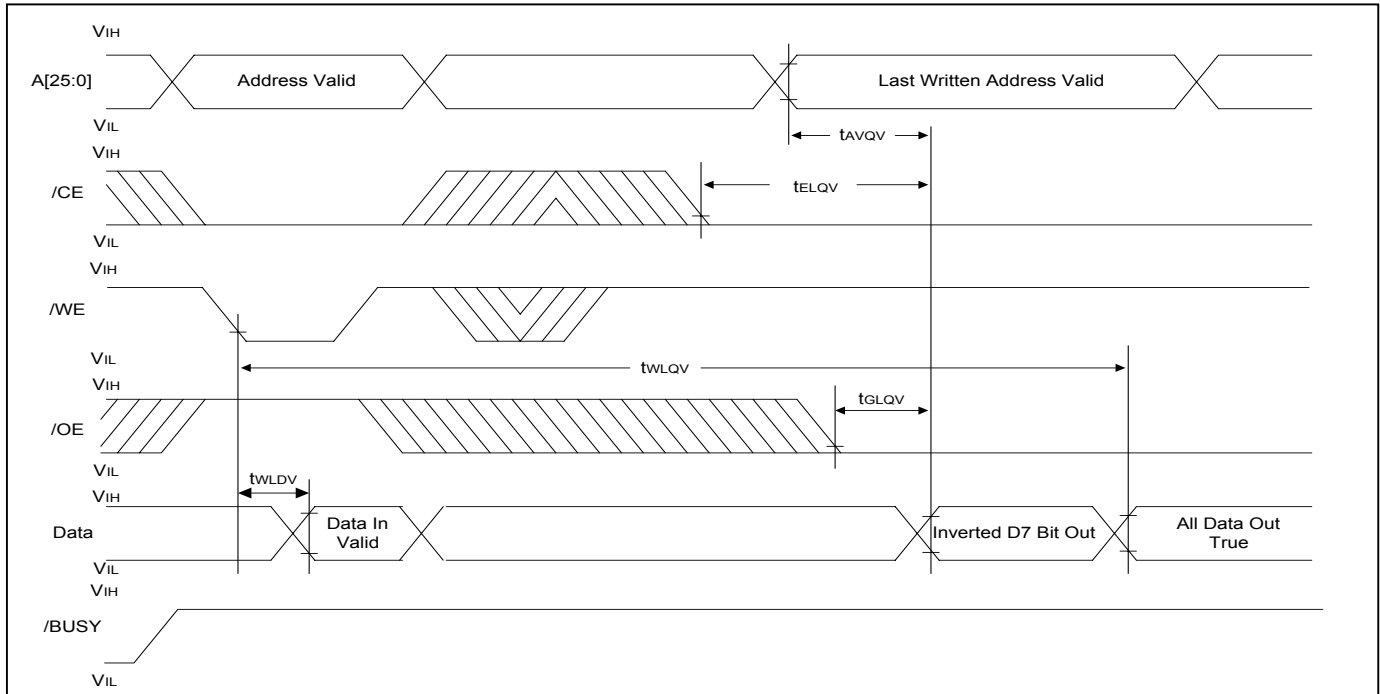 VIH
A[25:0]
Address Valid
Last Written Address Valid
VIL
tAVQV
VIH
/CE
tELQV
VIL
VIH
/WE
VIL
tWLQV
VIH
tGLQV
/OE
VIL
tWLDV
VIH
Data
Data In
Valid
Inverted D7 Bit Out
All Data Out
True
VIL
VIH
/BUSY
VIL